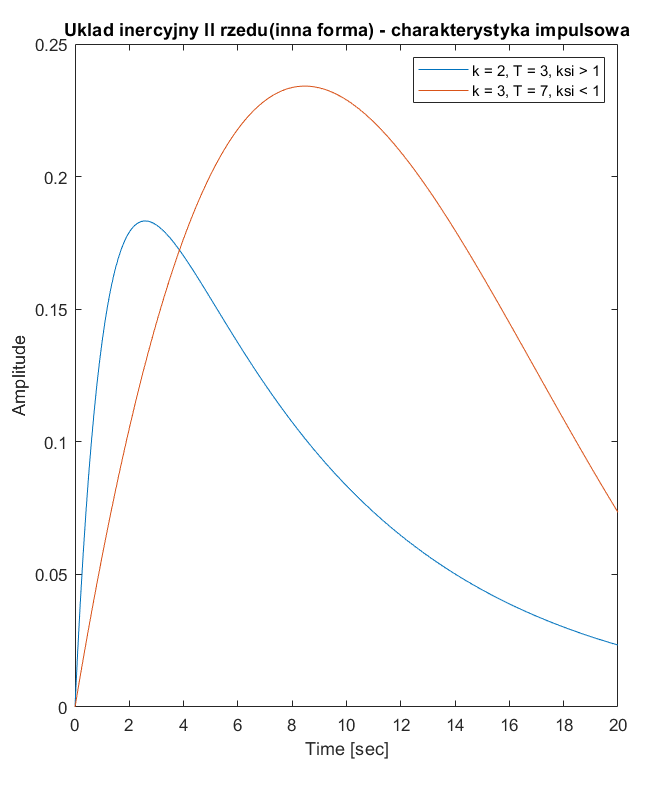 Uklad inercyjny II rzedu(inna forma) - charakterystyka impulsowa
k = 2, T = 3, ksi > 1
k = 3, T = 7, ksi < 1
0.25
0.2
0.15
0.1
0.05
0
Amplitude
0 2 4 6 8 10 12 14 16 18 20
Time [sec]